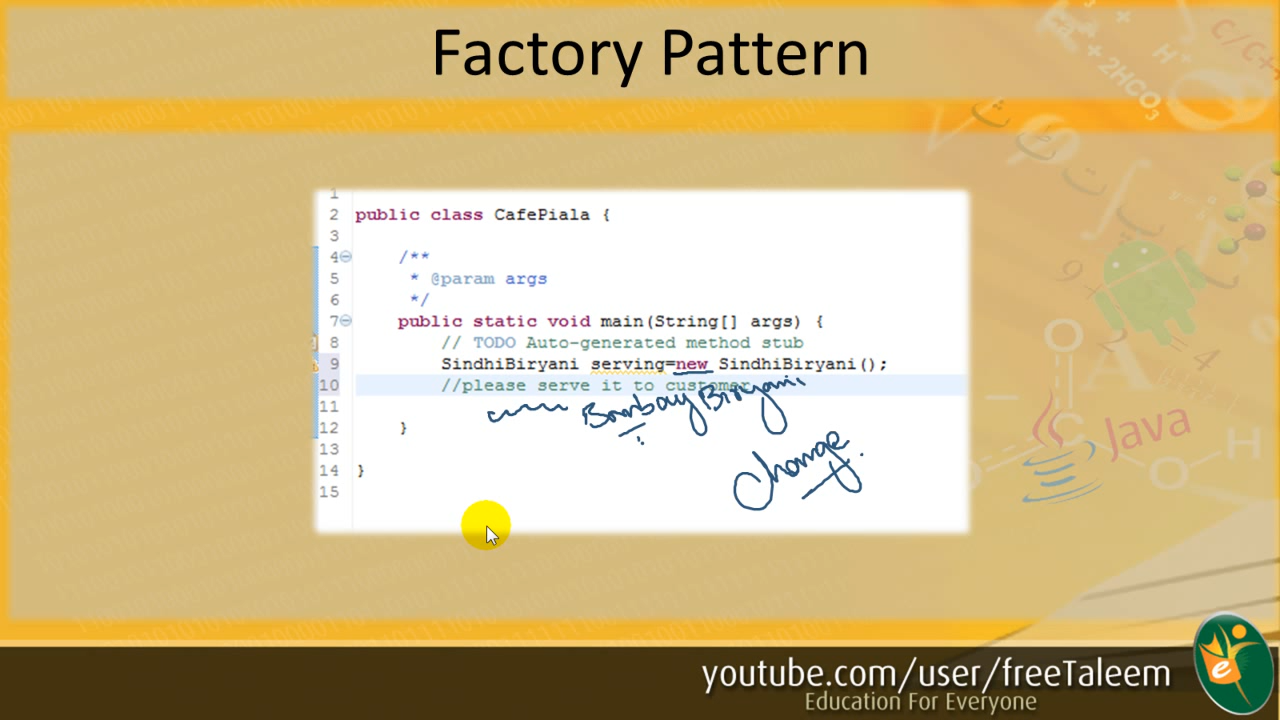 Factory Pattern
1
2 public class CafePiala {
3
4 /**
5 * @param args
6 */
7 public static void main(String[] args) {
8 // TODO Auto-generated method stub
9 SindhiBiryani serving=new SindhiBiryani();
10 //please serve it to customer
11 Bombay Biryani
12 }
13 change
14 }
15
Java
youtube.com/user/freeTaleem
Education For Everyone